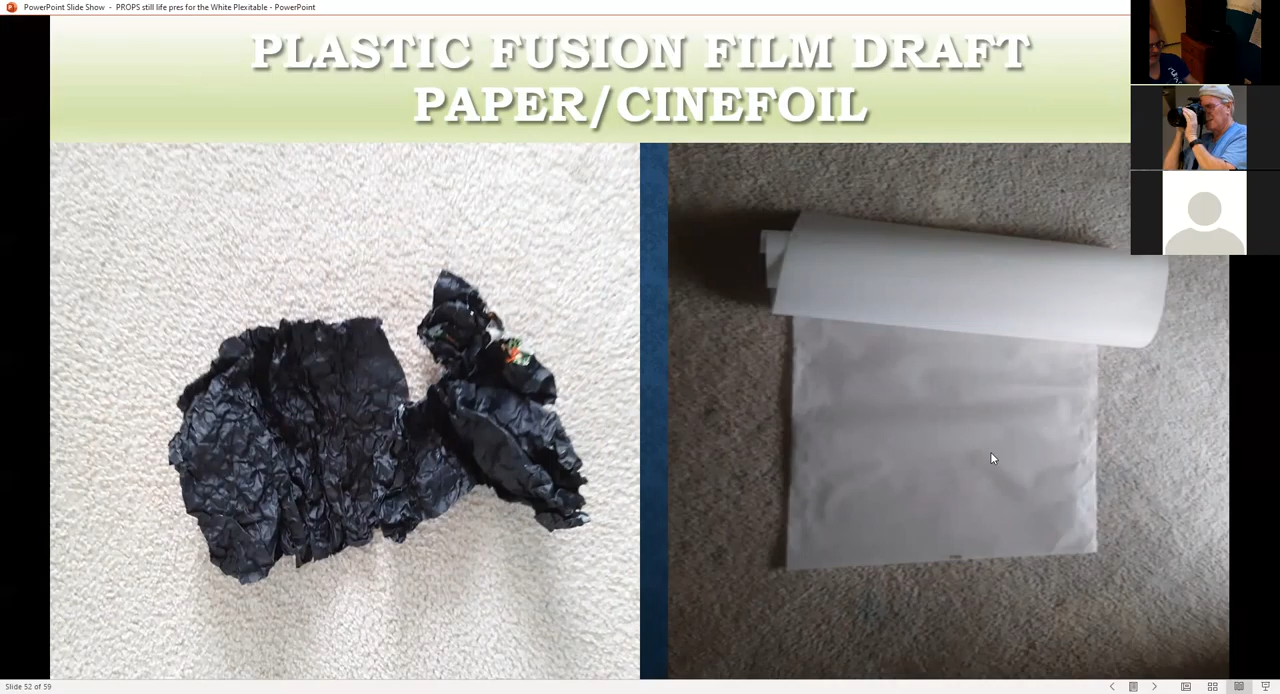 PowerPoint Slide Show - PROPS still life pres for the White Plexitable - PowerPoint
PLASTIC FUSION FILM DRAFT
PAPER/CINEFOIL
Slide 52 of 59